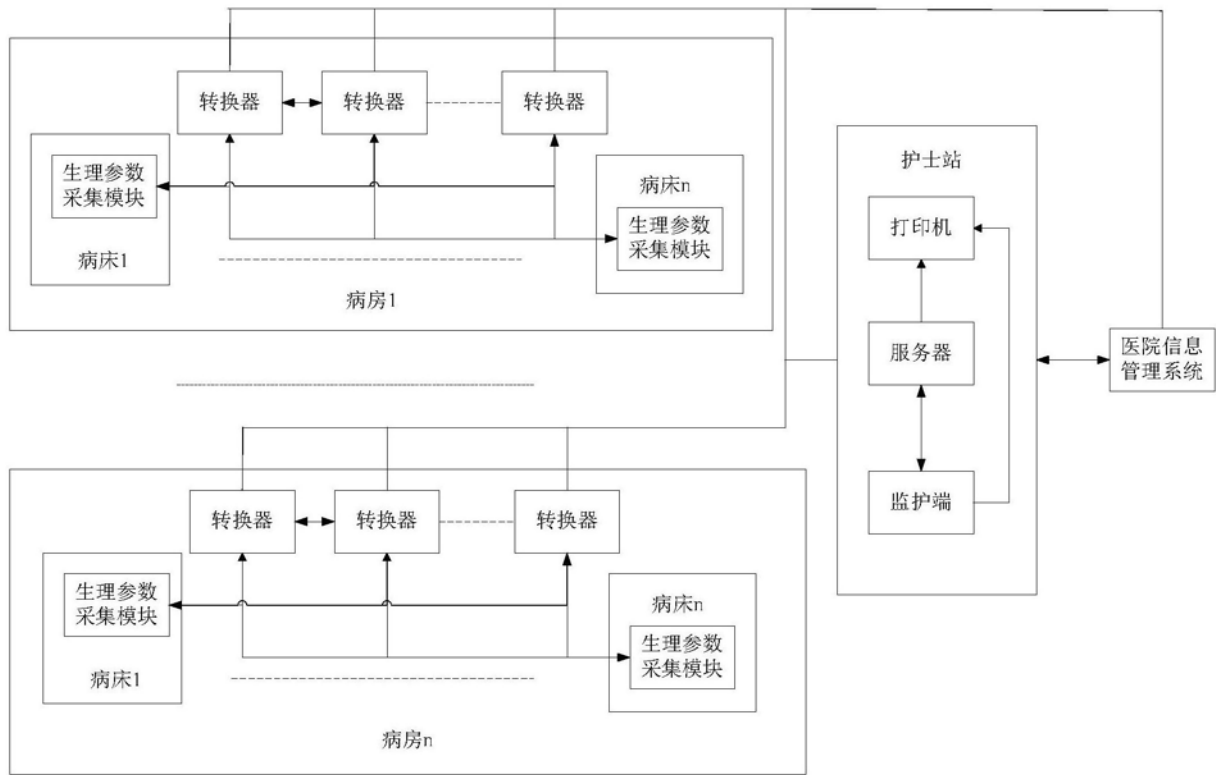 转换器
转换器
转换器
生理参数
采集模块
病床1
病床n
生理参数
采集模块
病房1
护士站
打印机
服务器
监护端
医院信息
管理系统
转换器
转换器
转换器
生理参数
采集模块
病床1
病床n
生理参数
采集模块
病房n